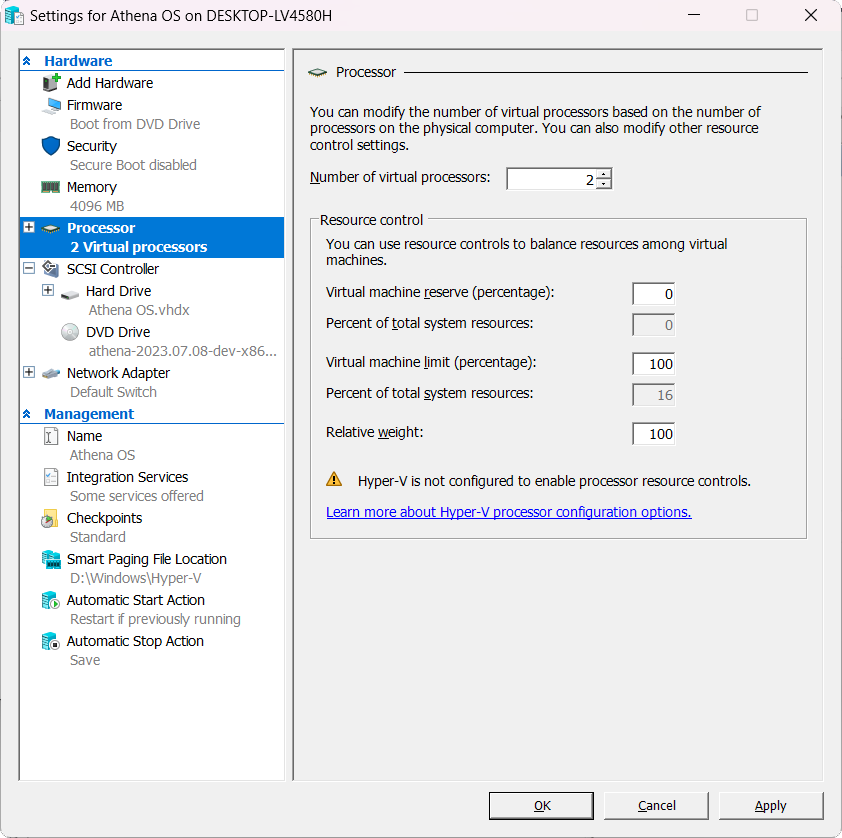 Settings for Athena OS on DESKTOP-LV4580H
Hardware
Add Hardware
Firmware
Boot from DVD Drive
Security
Secure Boot disabled
Memory
4096 MB
Processor
2 Virtual processors
SCSI Controller
Hard Drive
Athena OS.vhdx
DVD Drive
athena-2023.07.08-dev-x86...
Network Adapter
Default Switch
Management
Name
Athena OS
Integration Services
Some services offered
Checkpoints
Standard
Smart Paging File Location
D:\Windows\Hyper-V
Automatic Start Action
Restart if previously running
Automatic Stop Action
Save
Processor
You can modify the number of virtual processors based on the number of
processors on the physical computer. You can also modify other resource
control settings.
Number of virtual processors: 2
Resource control
You can use resource controls to balance resources among virtual
machines.
Virtual machine reserve (percentage): 0
Percent of total system resources: 0
Virtual machine limit (percentage): 100
Percent of total system resources: 16
Relative weight: 100
Hyper-V is not configured to enable processor resource controls.
Learn more about Hyper-V processor configuration options.
OK Cancel Apply